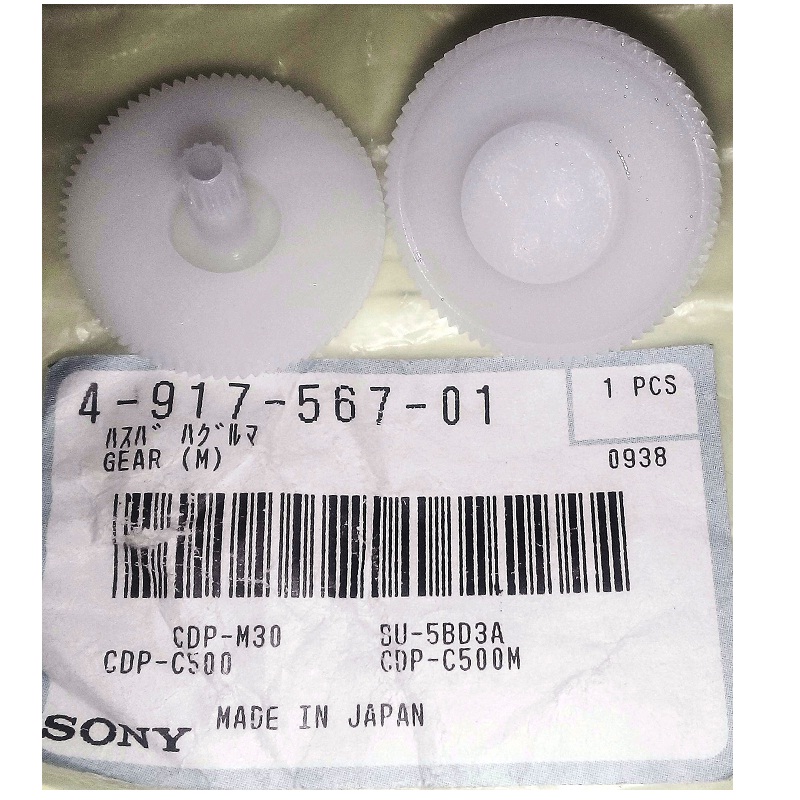 4-917-567-01
1 PCS
ﾊｽﾊﾞ ﾊｸﾞﾙﾏ
GEAR (M)
0938
CDP-M30 SU-5BD3A
CDP-C500 CDP-C500M
SONY MADE IN JAPAN